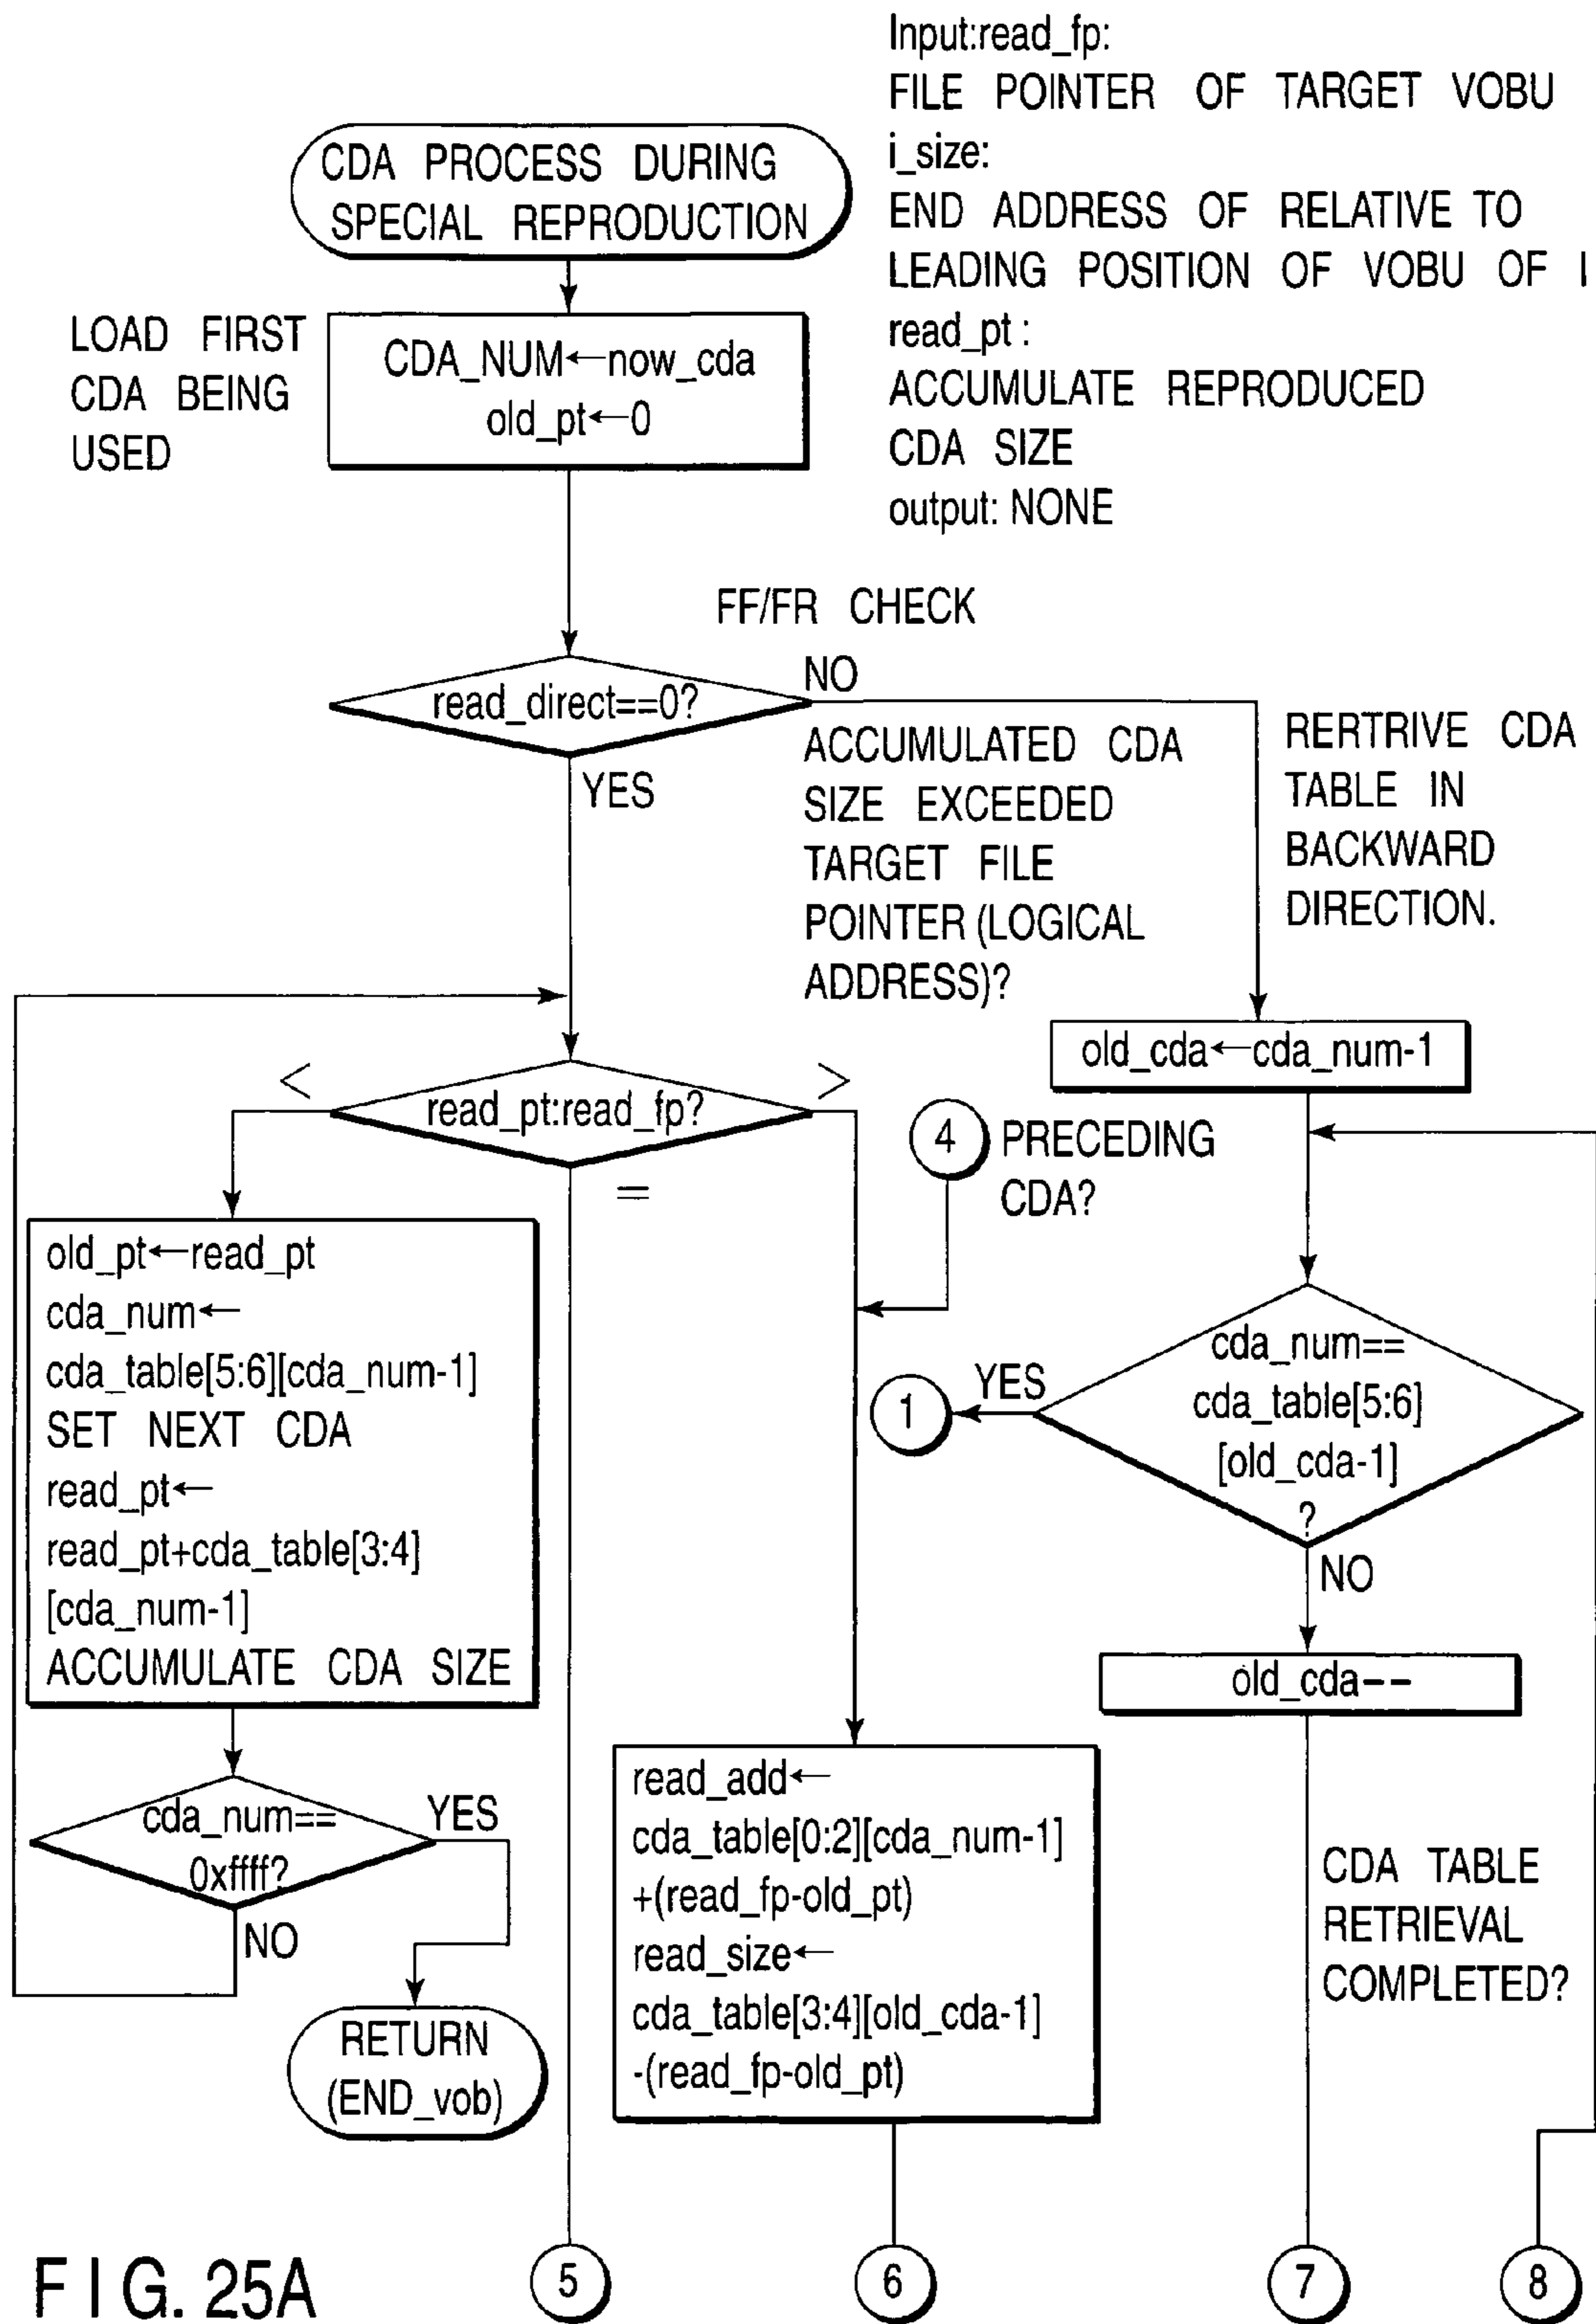 Input:read_fp:
FILE POINTER OF TARGET VOBU
i_size:
END ADDRESS OF RELATIVE TO
LEADING POSITION OF VOBU OF I
read_pt :
ACCUMULATE REPRODUCED
CDA SIZE
output: NONE
CDA PROCESS DURING
SPECIAL REPRODUCTION
LOAD FIRST
CDA BEING
USED
CDA_NUM←now_cda
old_pt←0
FF/FR CHECK
read_direct==0?
NO
YES
ACCUMULATED CDA
SIZE EXCEEDED
TARGET FILE
POINTER (LOGICAL
ADDRESS)?
RERTRIVE CDA
TABLE IN
BACKWARD
DIRECTION.
old_cda←cda_num-1
<
read_pt:read_fp?
>
=
4
PRECEDING
CDA?
old_pt←read_pt
cda_num←
cda_table[5:6][cda_num-1]
SET NEXT CDA
read_pt←
read_pt+cda_table[3:4]
[cda_num-1]
ACCUMULATE CDA SIZE
cda_num==
cda_table[5:6]
[old_cda-1]
?
YES
1
NO
old_cda--
cda_num==
0xffff?
YES
NO
RETURN
(END_vob)
read_add←
cda_table[0:2][cda_num-1]
+(read_fp-old_pt)
read_size←
cda_table[3:4][old_cda-1]
-(read_fp-old_pt)
CDA TABLE
RETRIEVAL
COMPLETED?
5
6
7
8
FIG. 25A